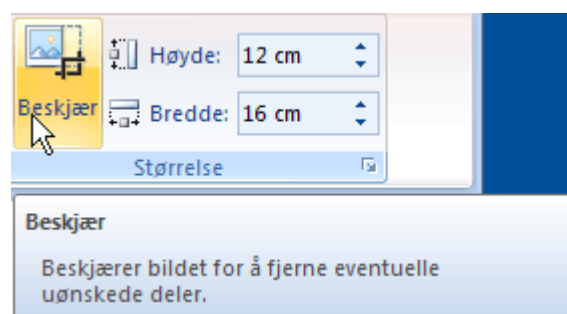 Beskjær
Høyde: 12 cm
Bredde: 16 cm
Størrelse
Beskjær
Beskjærer bildet for å fjerne eventuelle
uønskede deler.